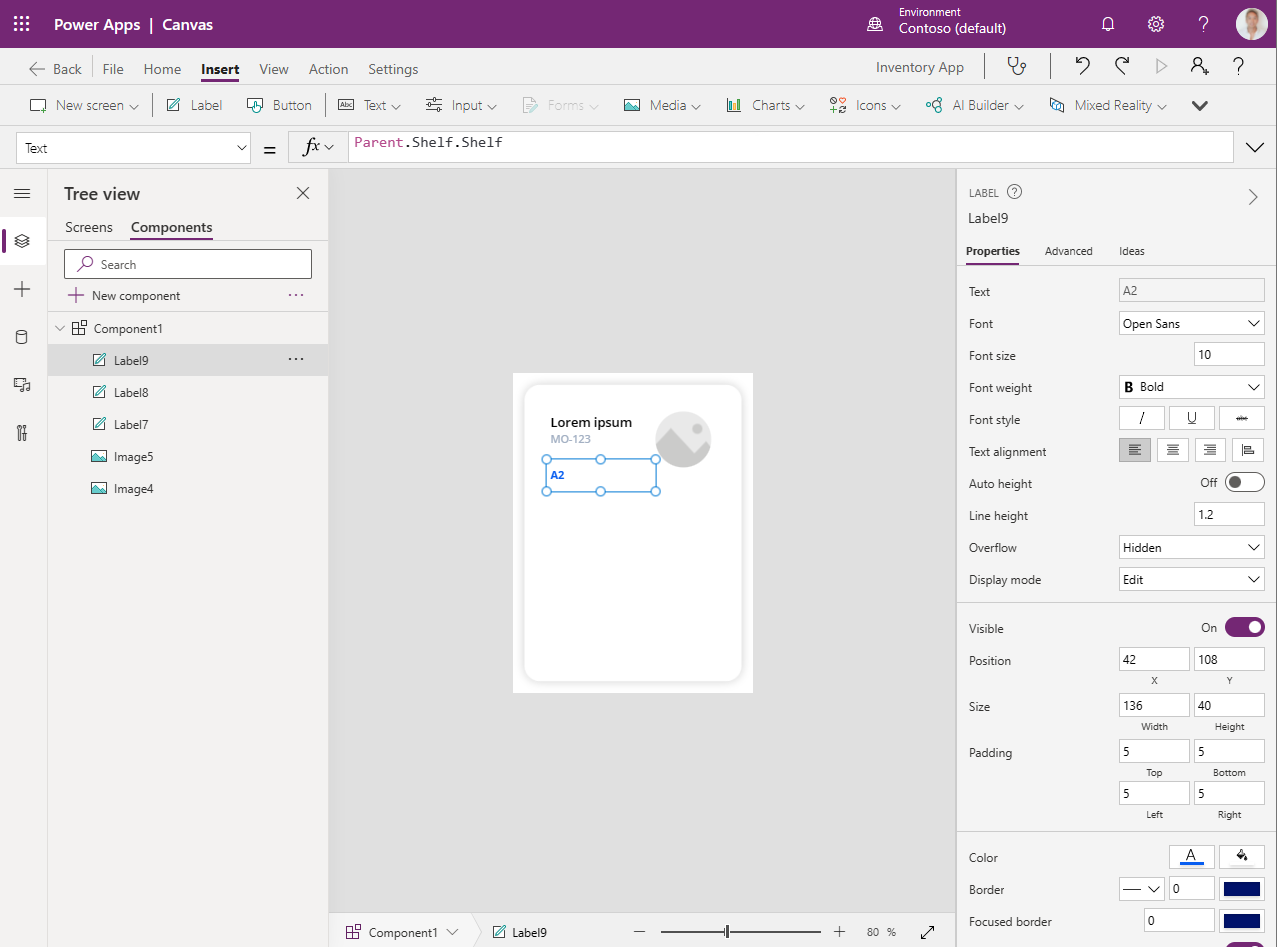 Power Apps | Canvas
Environment
Contoso (default)
Back File Home Insert View Action Settings
Inventory App
New screen Label Button Text Input Forms Media Charts Icons AI Builder Mixed Reality
Abc
Text = fx Parent.Shelf.Shelf
Tree view
Screens Components
Search
New component
Component1
Label9
Label8
Label7
Image5
Image4
Lorem ipsum
MO-123
A2
Component1 Label9
80 %
LABEL
Label9
Properties Advanced Ideas
Text A2
Font Open Sans
Font size 10
Font weight B Bold
Font style / U abc
Text alignment
Auto height Off
Line height 1.2
Overflow Hidden
Display mode Edit
Visible On
Position 42 108
X Y
Size 136 40
Width Height
Padding 5 5
Top Bottom
5 5
Left Right
Color A
Border 0
Focused border 0